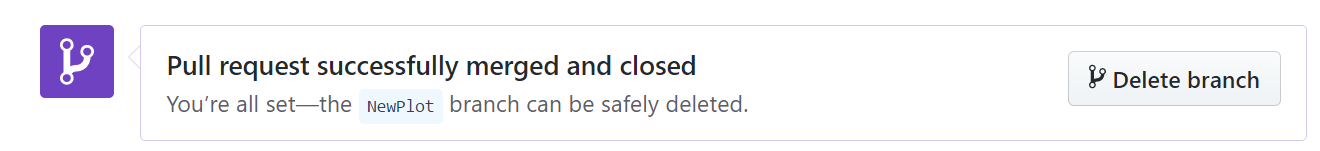 Pull request successfully merged and closed
You’re all set—the NewPlot branch can be safely deleted.
Delete branch